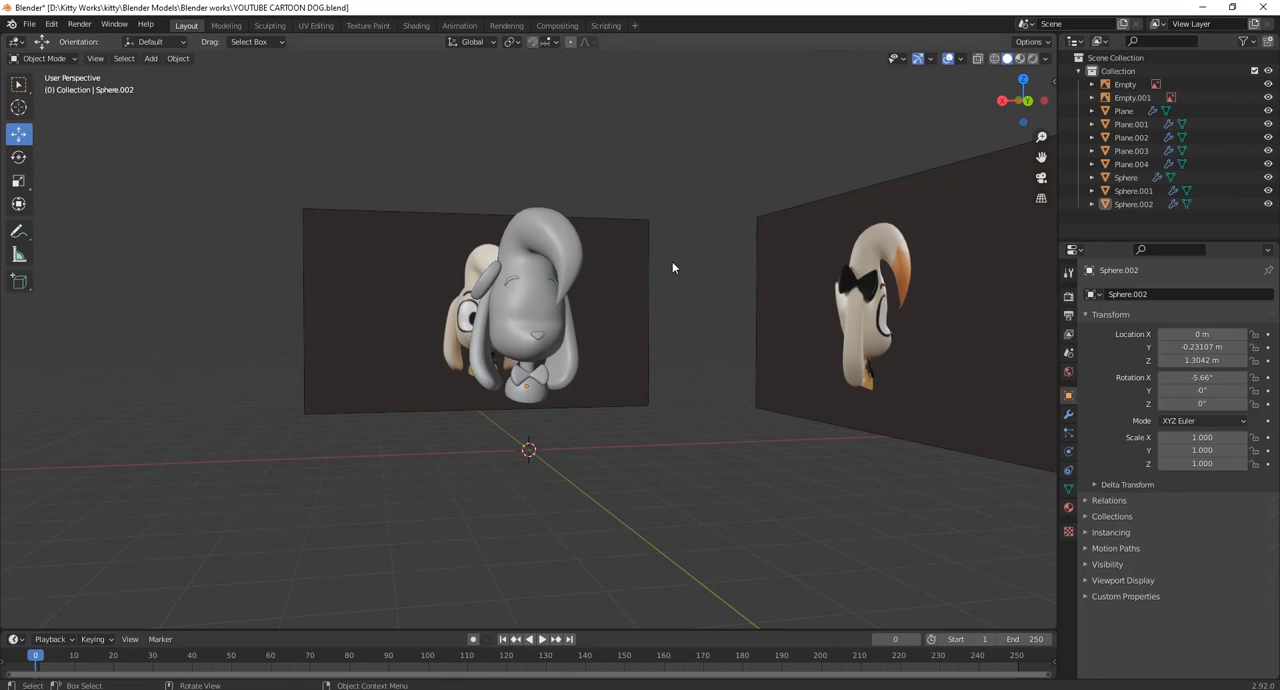 Blender* [D:\Kitty Works\kitty\Blender Models\Blender works\YOUTUBE CARTOON DOG.blend]
File Edit Render Window Help Layout Modeling Sculpting UV Editing Texture Paint Shading Animation Rendering Compositing Scripting + Scene View Layer
Orientation: Default Drag: Select Box Global Options
Object Mode View Select Add Object
User Perspective
(0) Collection | Sphere.002
Z
X
Y
Scene Collection
Collection
Empty
Empty.001
Plane
Plane.001
Plane.002
Plane.003
Plane.004
Sphere
Sphere.001
Sphere.002
Sphere.002
Sphere.002
Transform
Location X 0 m
Y -0.23107 m
Z 1.3042 m
Rotation X -5.66°
Y -0°
Z 0°
Mode XYZ Euler
Scale X 1.000
Y 1.000
Z 1.000
Delta Transform
Relations
Collections
Instancing
Motion Paths
Visibility
Viewport Display
Custom Properties
Playback Keying View Marker 0 Start 1 End 250
0 10 20 30 40 50 60 70 80 90 100 110 120 130 140 150 160 170 180 190 200 210 220 230 240 250
Select Box Select Rotate View Object Context Menu 2.92.0